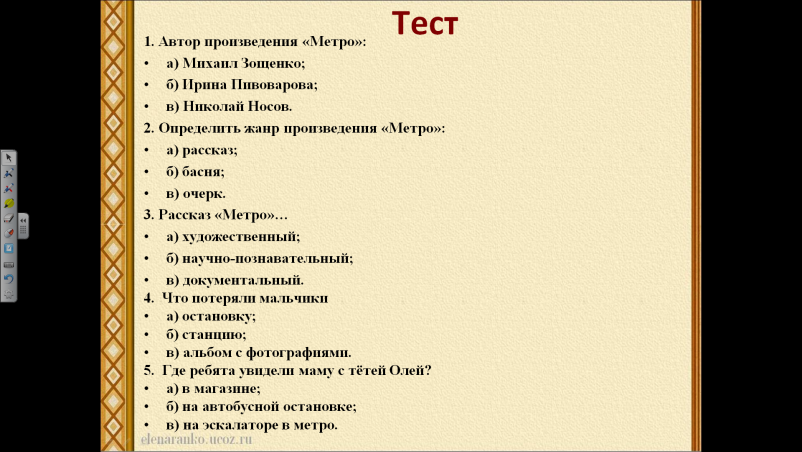 Тест
1. Автор произведения «Метро»:
• а) Михаил Зощенко;
• б) Ирина Пивоварова;
• в) Николай Носов.
2. Определить жанр произведения «Метро»:
• а) рассказ;
• б) басня;
• в) очерк.
3. Рассказ «Метро»…
• а) художественный;
• б) научно-познавательный;
• в) документальный.
4. Что потеряли мальчики
• а) остановку;
• б) станцию;
• в) альбом с фотографиями.
5. Где ребята увидели маму с тётей Олей?
• а) в магазине;
• б) на автобусной остановке;
• в) на эскалаторе в метро.
elenaranko.ucoz.ru